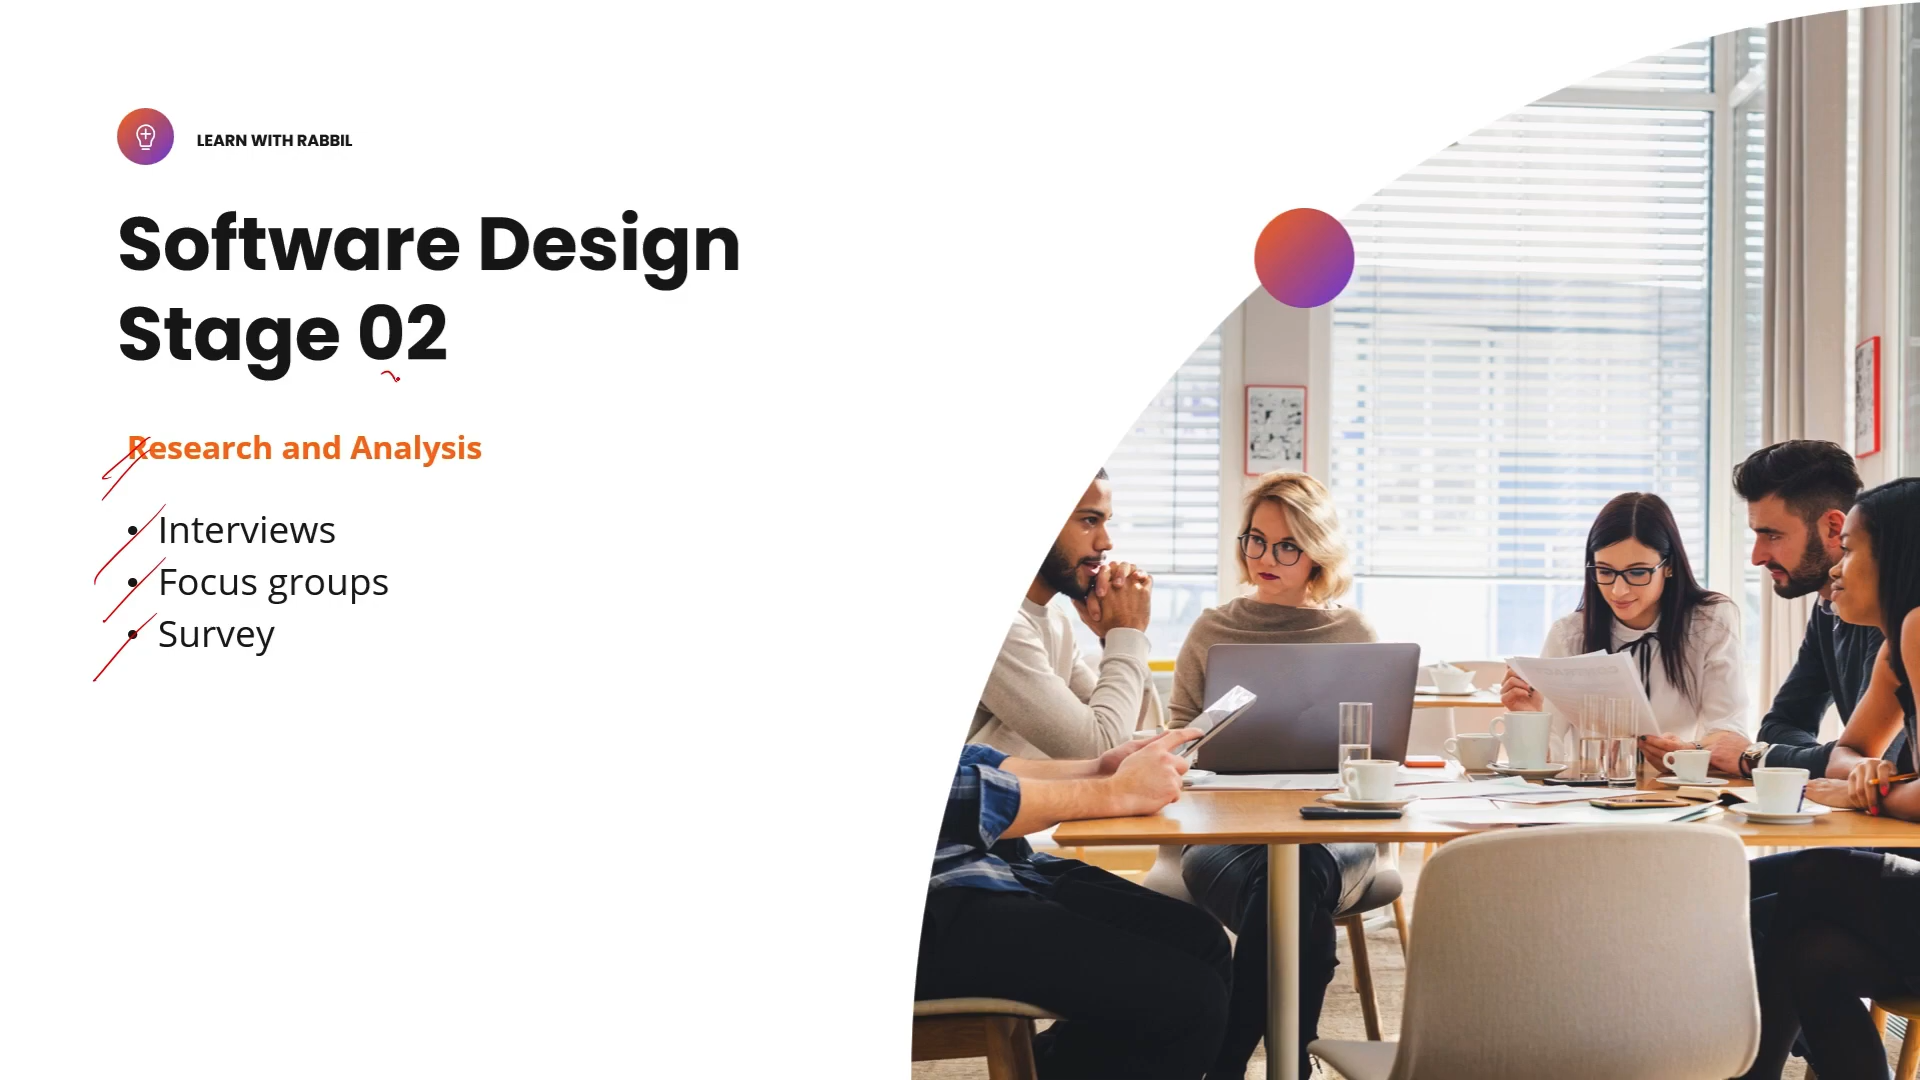 LEARN WITH RABBIL
Software Design
Stage 02
Research and Analysis
• Interviews
• Focus groups
• Survey